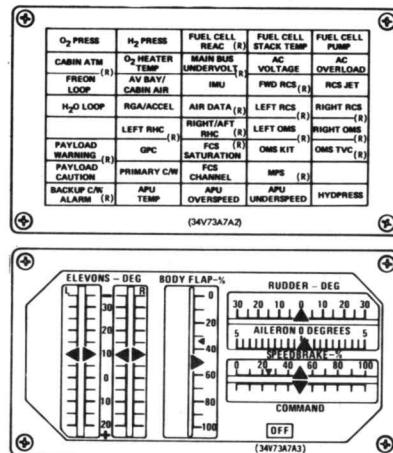 O₂ PRESS H₂ PRESS FUEL CELL REAC (R) FUEL CELL STACK TEMP FUEL CELL PUMP
CABIN ATM (R) O₂ HEATER TEMP MAIN BUS UNDERVOLT (R) AC VOLTAGE AC OVERLOAD
FREON LOOP (R) AV BAY/ CABIN AIR IMU FWD RCS (R) RCS JET
H₂O LOOP RGA/ACCEL AIR DATA (R) LEFT RCS (R) RIGHT RCS (R)
LEFT RHC (R) RIGHT/AFT RHC (R) LEFT OMS (R) RIGHT OMS (R)
PAYLOAD WARNING (R) GPC FCS SATURATION (R) OMS KIT OMS TVC (R)
PAYLOAD CAUTION PRIMARY C/W FCS CHANNEL MPS (R)
BACKUP C/W ALARM (R) APU TEMP APU OVERSPEED APU UNDERSPEED HYDPRESS
(34V73A7A2)
ELEVONS – DEG BODY FLAP-%
L R
30
10
0
10
20
+
0
20
40
60
80
100
RUDDER – DEG
30 20 10 0 10 20 30
AILERON 0 DEGREES
5 5
SPEEDBRAKE-%
0 20 40 60 80 100
COMMAND
OFF
(34V73A7A3)